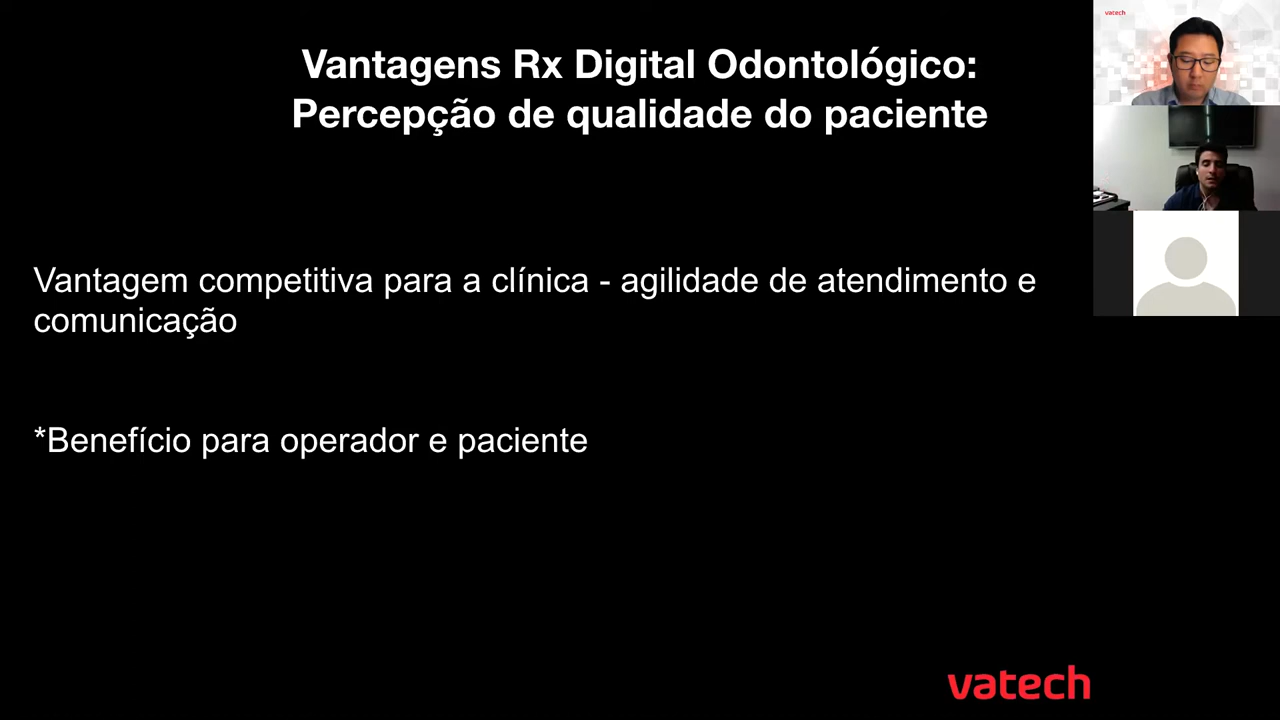 Vantagens Rx Digital Odontológico:
Percepção de qualidade do paciente
vatech
Vantagem competitiva para a clínica - agilidade de atendimento e
comunicação
*Benefício para operador e paciente
vatech